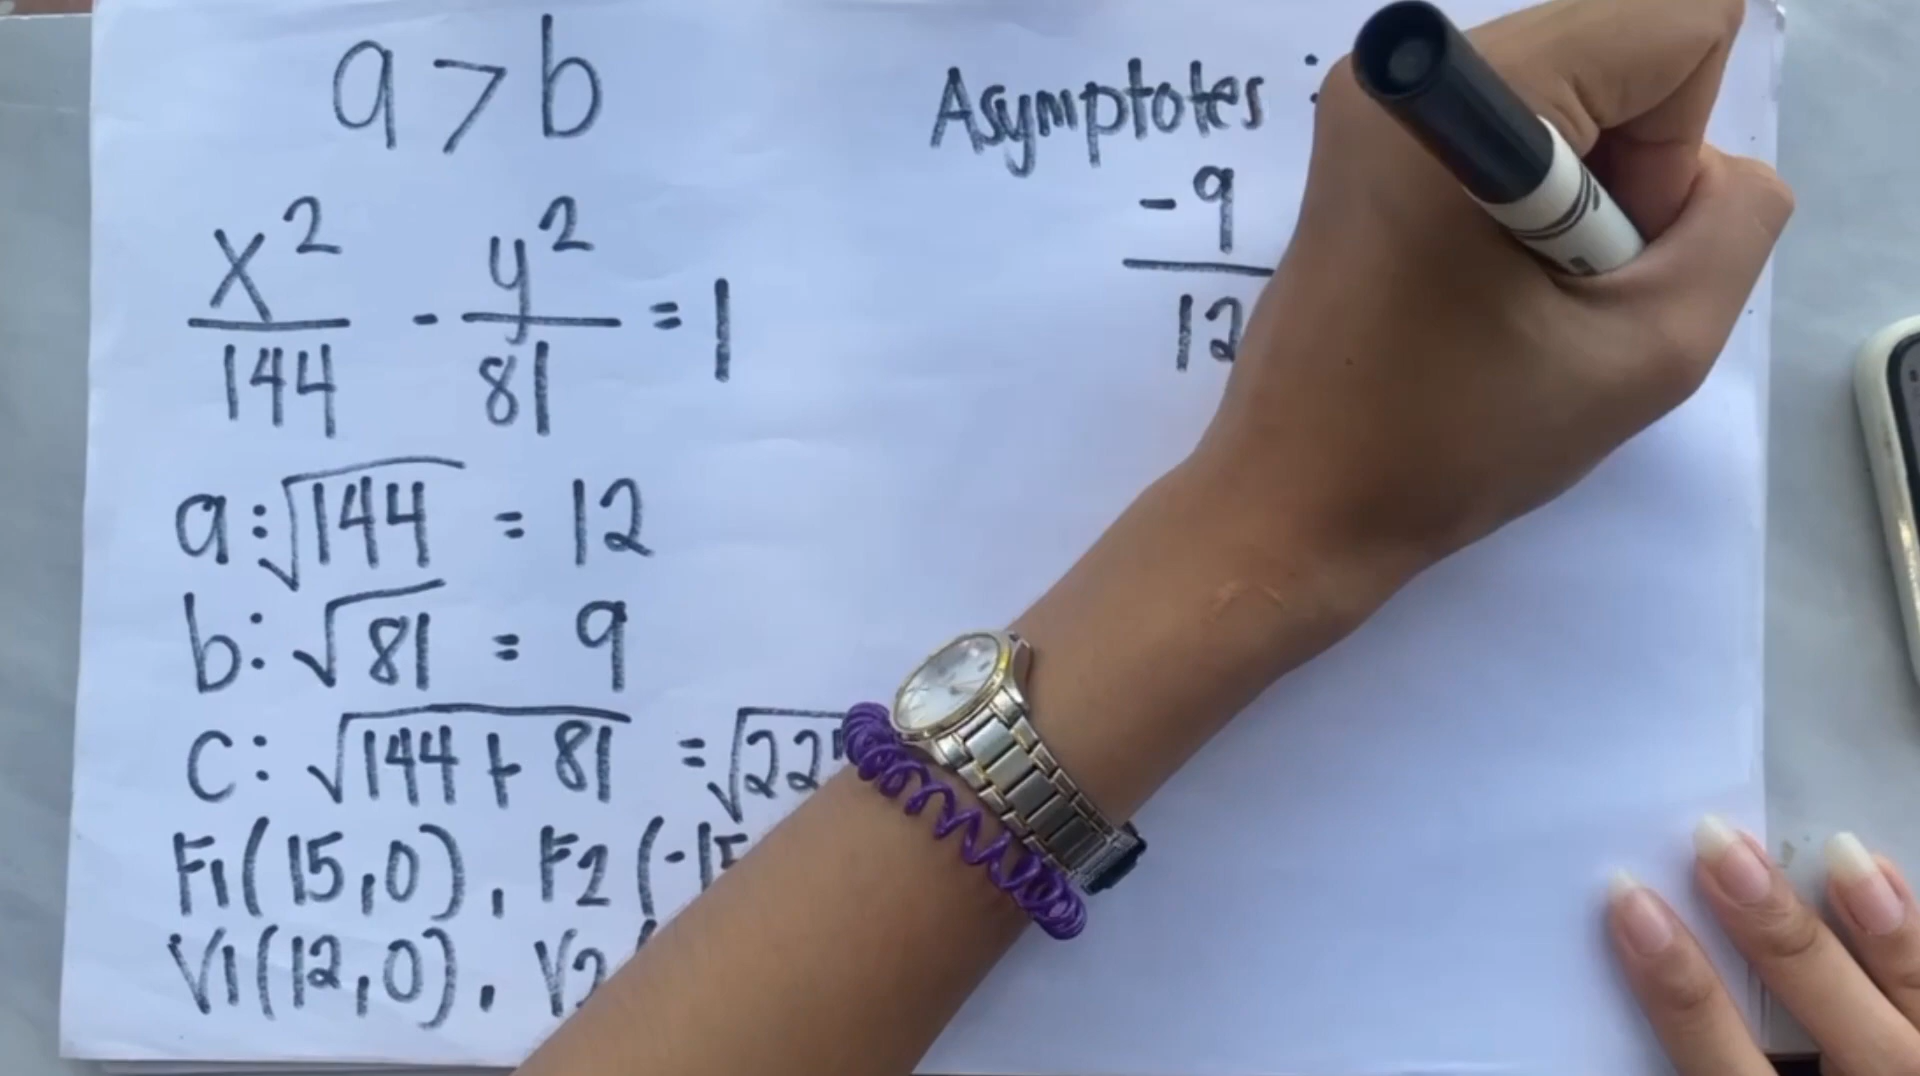 a > b
x² / 144 - y² / 81 = 1
a: √144 = 12
b: √81 = 9
c: √144 + 81 = √22
F1(15,0), F2(-15
V1(12,0), V2
Asymptotes :
-9 / 12